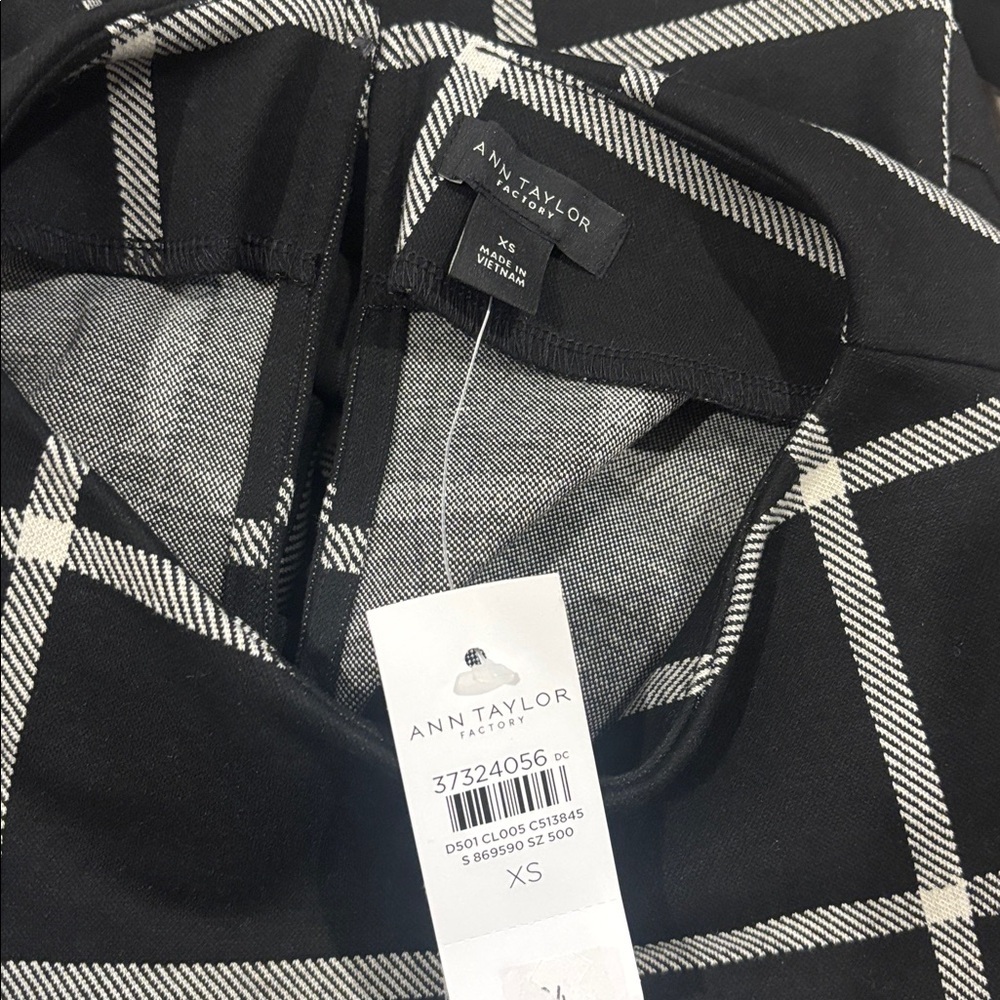 ANN TAYLOR
FACTORY
XS
MADE IN
VIETNAM
ANN TAYLOR
FACTORY
37324056 DC
D501 CL005 C513845
S 869590 SZ 500
XS